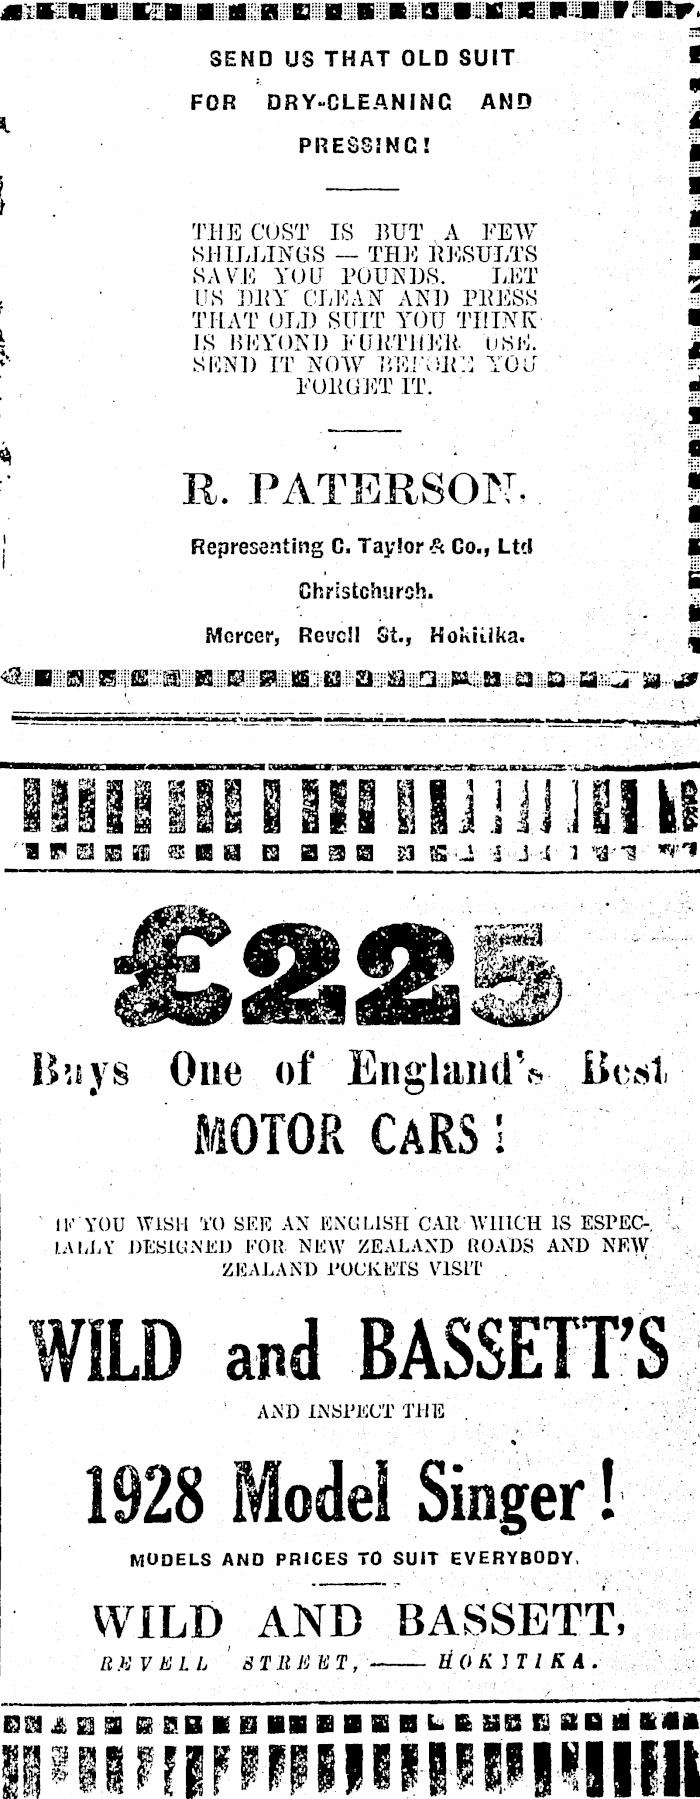 SEND US THAT OLD SUIT
FOR DRY-CLEANING AND
PRESSING!
THE COST IS BUT A FEW
SHILLINGS — THE RESULTS
SAVE YOU POUNDS. LET
US DRY CLEAN AND PRESS
THAT OLD SUIT YOU THINK
IS BEYOND FURTHER USE.
SEND IT NOW BEFORE YOU
FORGET IT.
R. PATERSON.
Representing C. Taylor & Co., Ltd
Christchurch.
Mercer, Revell St., Hokitika.
£225
Buys One of England's Best
MOTOR CARS!
IF YOU WISH TO SEE AN ENGLISH CAR WHICH IS ESPEC-
IALLY DESIGNED FOR NEW ZEALAND ROADS AND NEW
ZEALAND POCKETS VISIT
WILD and BASSETT'S
AND INSPECT THE
1928 Model Singer!
MODELS AND PRICES TO SUIT EVERYBODY.
WILD AND BASSETT,
REVELL STREET, —— HOKITIKA.